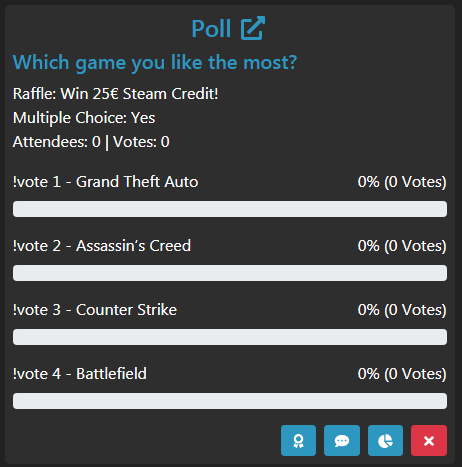 Poll
Which game you like the most?
Raffle: Win 25€ Steam Credit!
Multiple Choice: Yes
Attendees: 0 | Votes: 0
!vote 1 - Grand Theft Auto 0% (0 Votes)
!vote 2 - Assassin's Creed 0% (0 Votes)
!vote 3 - Counter Strike 0% (0 Votes)
!vote 4 - Battlefield 0% (0 Votes)